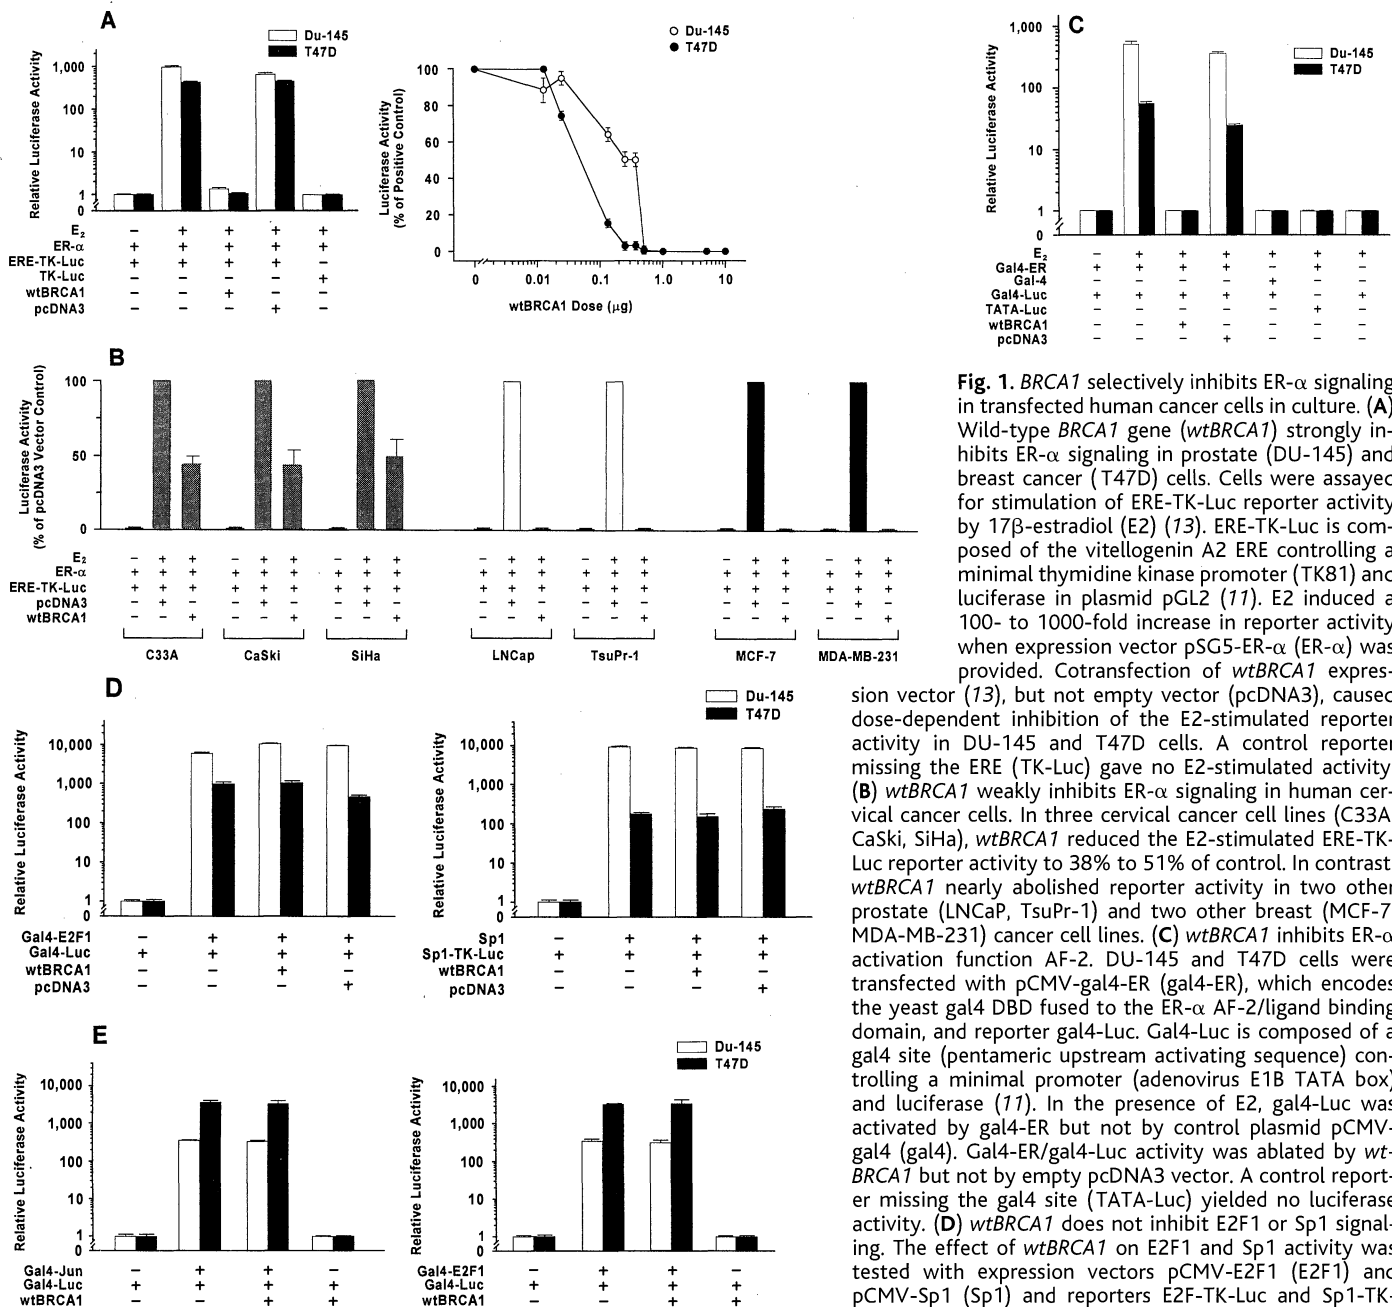 A
Du-145
T47D
Relative Luciferase Activity
1,000
100
10
1
0
E₂ – + + + +
ER-α + + + + +
ERE-TK-Luc + + + + –
TK-Luc – – – – +
wtBRCA1 – – + – –
pcDNA3 – – – + –
Du-145
T47D
Luciferase Activity
(% of Positive Control)
100
80
60
40
20
0
0 0.01 0.1 1.0 10
wtBRCA1 Dose (μg)
0
C
Du-145
T47D
Relative Luciferase Activity
1,000
100
10
1
0
E₂ – + + + + + +
Gal4-ER + + + + – + –
Gal-4 – – – – + – –
Gal4-Luc + + + + + – +
TATA-Luc – – – – – + –
wtBRCA1 – – + – – – –
pcDNA3 – – – + – – –
B
Luciferase Activity
(% of pcDNA3 Vector Control)
100
50
0
E₂ – + + – + + – + + – + + – + + – + + – + +
ER-α + + + + + + + + + + + + + + + + + + + + +
ERE-TK-Luc + + + + + + + + + + + + + + + + + + + + +
pcDNA3 – + – – + – – + – – + – – + – – + – – + –
wtBRCA1 – – + – – + – – + – – + – – + – – + – – +
C33A CaSki SiHa LNCap TsuPr-1 MCF-7 MDA-MB-231
D
Du-145
T47D
Relative Luciferase Activity
10,000
1,000
100
10
1
0
Gal4-E2F1 – + + +
Gal4-Luc + + + +
wtBRCA1 – – + –
pcDNA3 – – – +
Relative Luciferase Activity
10,000
1,000
100
10
1
0
Sp1 – + + +
Sp1-TK-Luc + + + +
wtBRCA1 – – + –
pcDNA3 – – – +
E
Du-145
T47D
Relative Luciferase Activity
10,000
1,000
100
10
1
0
Gal4-Jun – + + –
Gal4-Luc + + + +
wtBRCA1 – – + +
Relative Luciferase Activity
10,000
1,000
100
10
1
0
Gal4-E2F1 – + + –
Gal4-Luc + + + +
wtBRCA1 – – + +
Fig. 1. BRCA1 selectively inhibits ER-α signaling
in transfected human cancer cells in culture. (A)
Wild-type BRCA1 gene (wtBRCA1) strongly in-
hibits ER-α signaling in prostate (DU-145) and
breast cancer (T47D) cells. Cells were assayed
for stimulation of ERE-TK-Luc reporter activity
by 17β-estradiol (E2) (13). ERE-TK-Luc is com-
posed of the vitellogenin A2 ERE controlling a
minimal thymidine kinase promoter (TK81) and
luciferase in plasmid pGL2 (11). E2 induced a
100- to 1000-fold increase in reporter activity
when expression vector pSG5-ER-α (ER-α) was
provided. Cotransfection of wtBRCA1 expres-
sion vector (13), but not empty vector (pcDNA3), caused
dose-dependent inhibition of the E2-stimulated reporter
activity in DU-145 and T47D cells. A control reporter
missing the ERE (TK-Luc) gave no E2-stimulated activity
(B) wtBRCA1 weakly inhibits ER-α signaling in human cer-
vical cancer cells. In three cervical cancer cell lines (C33A
CaSki, SiHa), wtBRCA1 reduced the E2-stimulated ERE-TK-
Luc reporter activity to 38% to 51% of control. In contrast
wtBRCA1 nearly abolished reporter activity in two other
prostate (LNCaP, TsuPr-1) and two other breast (MCF-7
MDA-MB-231) cancer cell lines. (C) wtBRCA1 inhibits ER-α
activation function AF-2. DU-145 and T47D cells were
transfected with pCMV-gal4-ER (gal4-ER), which encodes
the yeast gal4 DBD fused to the ER-α AF-2/ligand binding
domain, and reporter gal4-Luc. Gal4-Luc is composed of a
gal4 site (pentameric upstream activating sequence) con-
trolling a minimal promoter (adenovirus E1B TATA box)
and luciferase (11). In the presence of E2, gal4-Luc was
activated by gal4-ER but not by control plasmid pCMV-
gal4 (gal4). Gal4-ER/gal4-Luc activity was ablated by wt-
BRCA1 but not by empty pcDNA3 vector. A control report-
er missing the gal4 site (TATA-Luc) yielded no luciferase
activity. (D) wtBRCA1 does not inhibit E2F1 or Sp1 signal-
ing. The effect of wtBRCA1 on E2F1 and Sp1 activity was
tested with expression vectors pCMV-E2F1 (E2F1) and
pCMV-Sp1 (Sp1) and reporters E2F-TK-Luc and Sp1-TK-